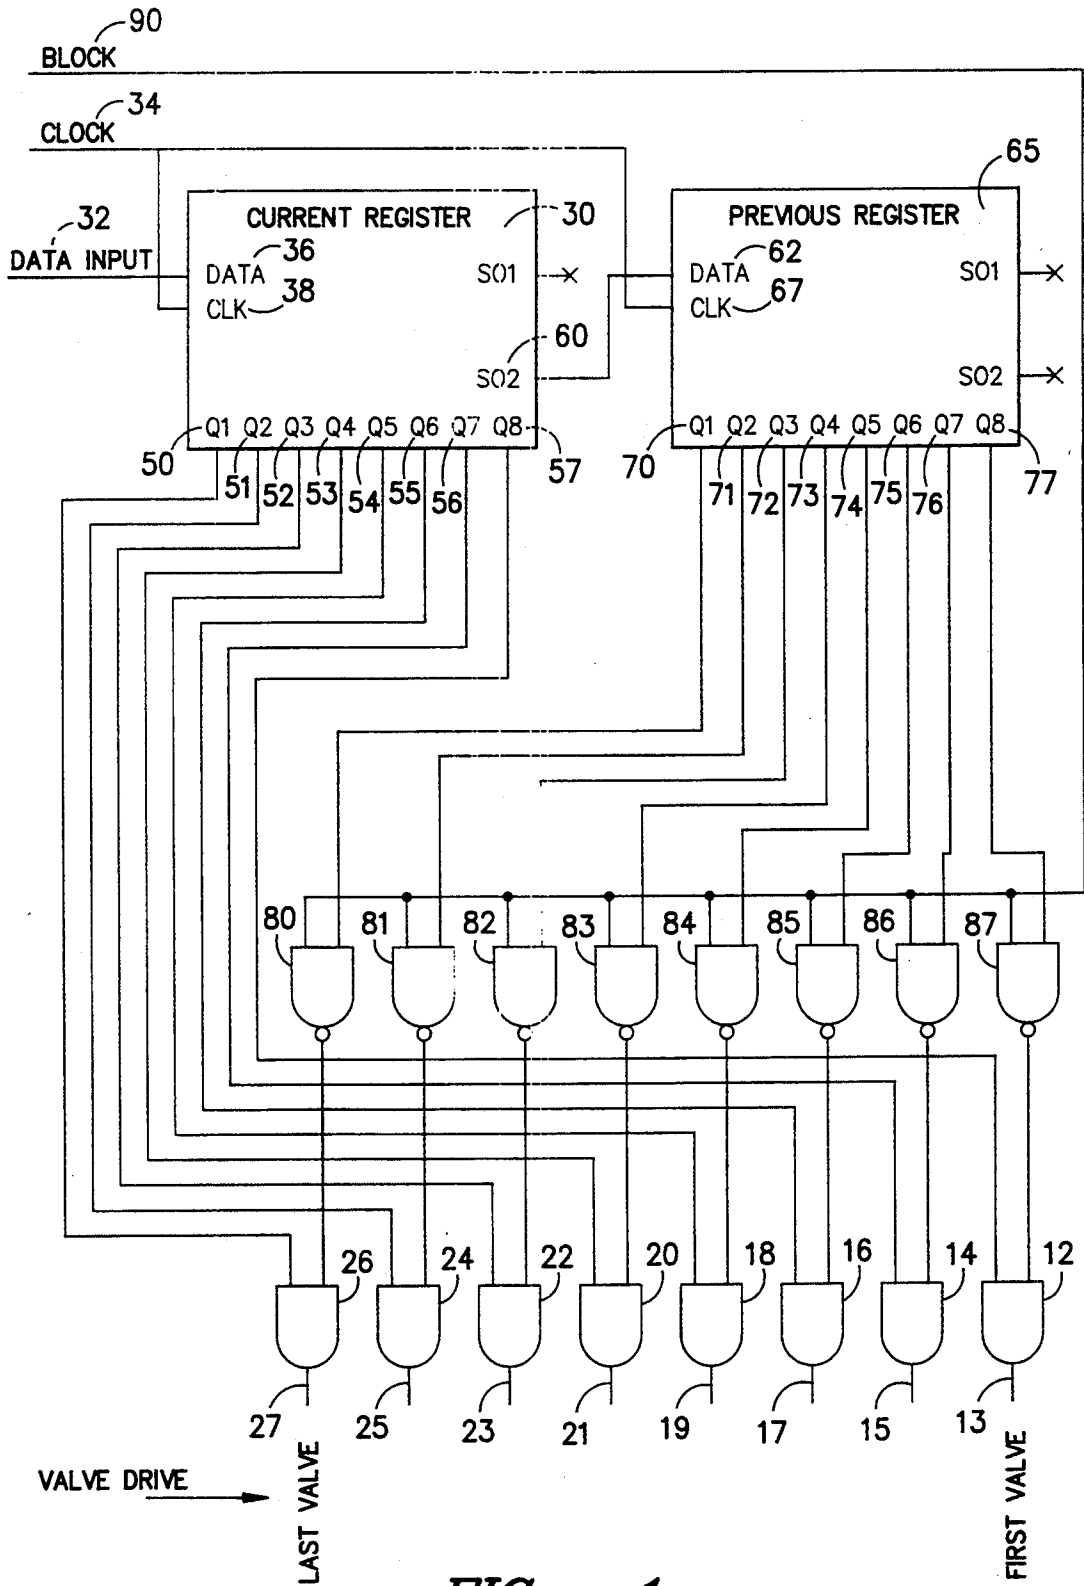 90
BLOCK
34
CLOCK
65
CURRENT REGISTER 30
PREVIOUS REGISTER
32
DATA INPUT
36
DATA
SO1
62
DATA
SO1
38
CLK
67
CLK
60
SO2
SO2
Q1 Q2 Q3 Q4 Q5 Q6 Q7 Q8
Q1 Q2 Q3 Q4 Q5 Q6 Q7 Q8
50 51 52 53 54 55 56 57
70 71 72 73 74 75 76 77
80 81 82 83 84 85 86 87
26 24 22 20 18 16 14 12
27 25 23 21 19 17 15 13
VALVE DRIVE
LAST VALVE
FIRST VALVE